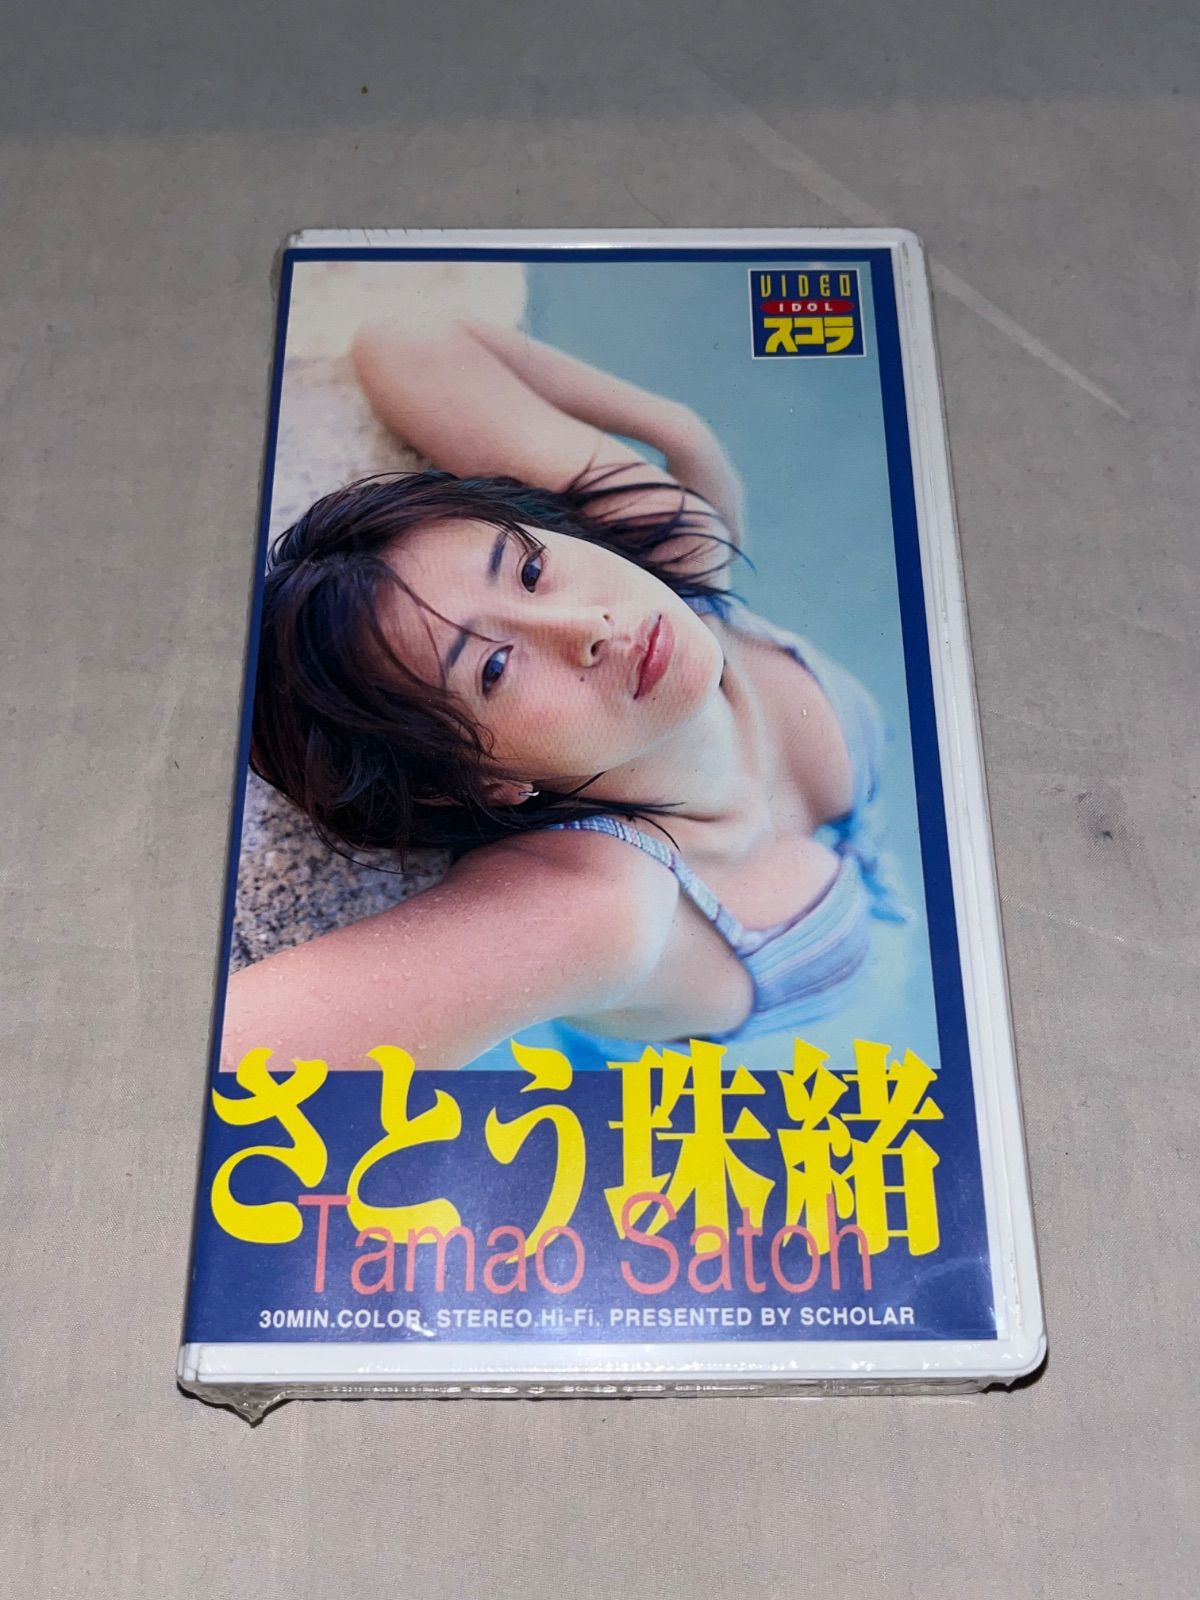 VIDEO
IDOL
スコラ
さとう珠緒
Tamao Satoh
30MIN.COLOR. STEREO.Hi-Fi. PRESENTED BY SCHOLAR